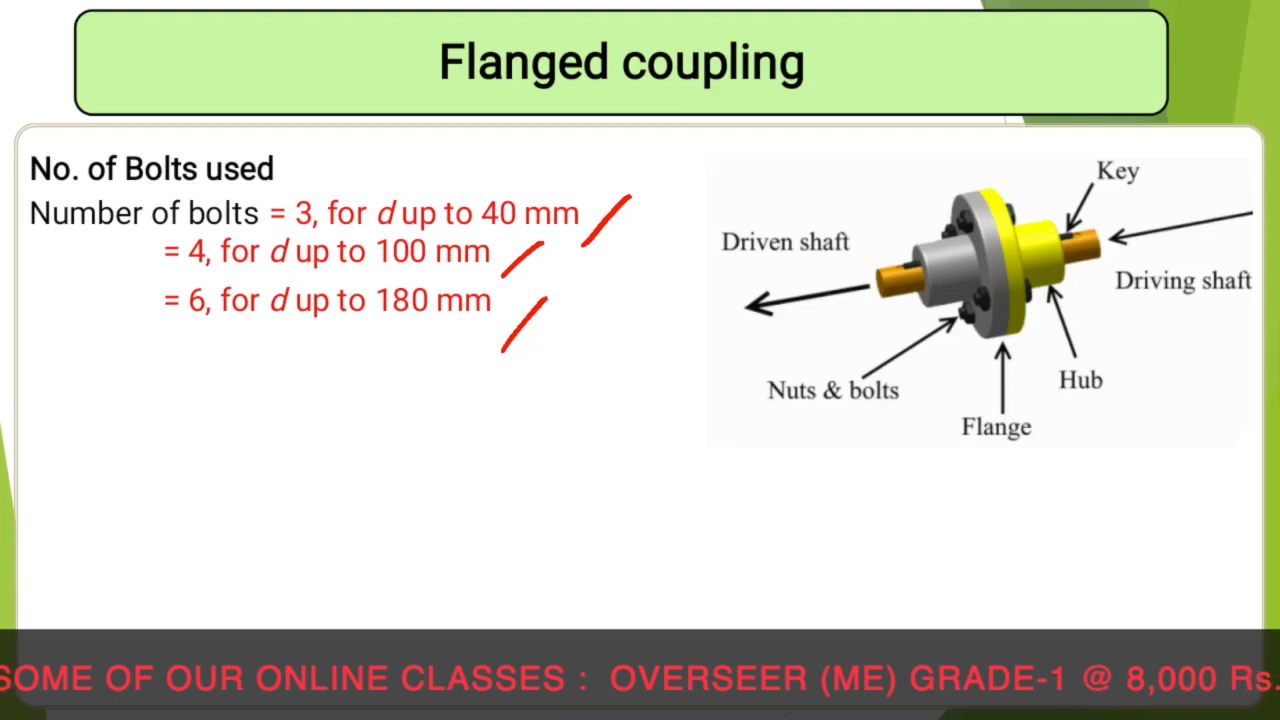 Flanged coupling
No. of Bolts used
Number of bolts = 3, for d up to 40 mm
= 4, for d up to 100 mm
= 6, for d up to 180 mm
Key
Driven shaft
Driving shaft
Nuts & bolts
Hub
Flange
SOME OF OUR ONLINE CLASSES : OVERSEER (ME) GRADE-1 @ 8,000 Rs.